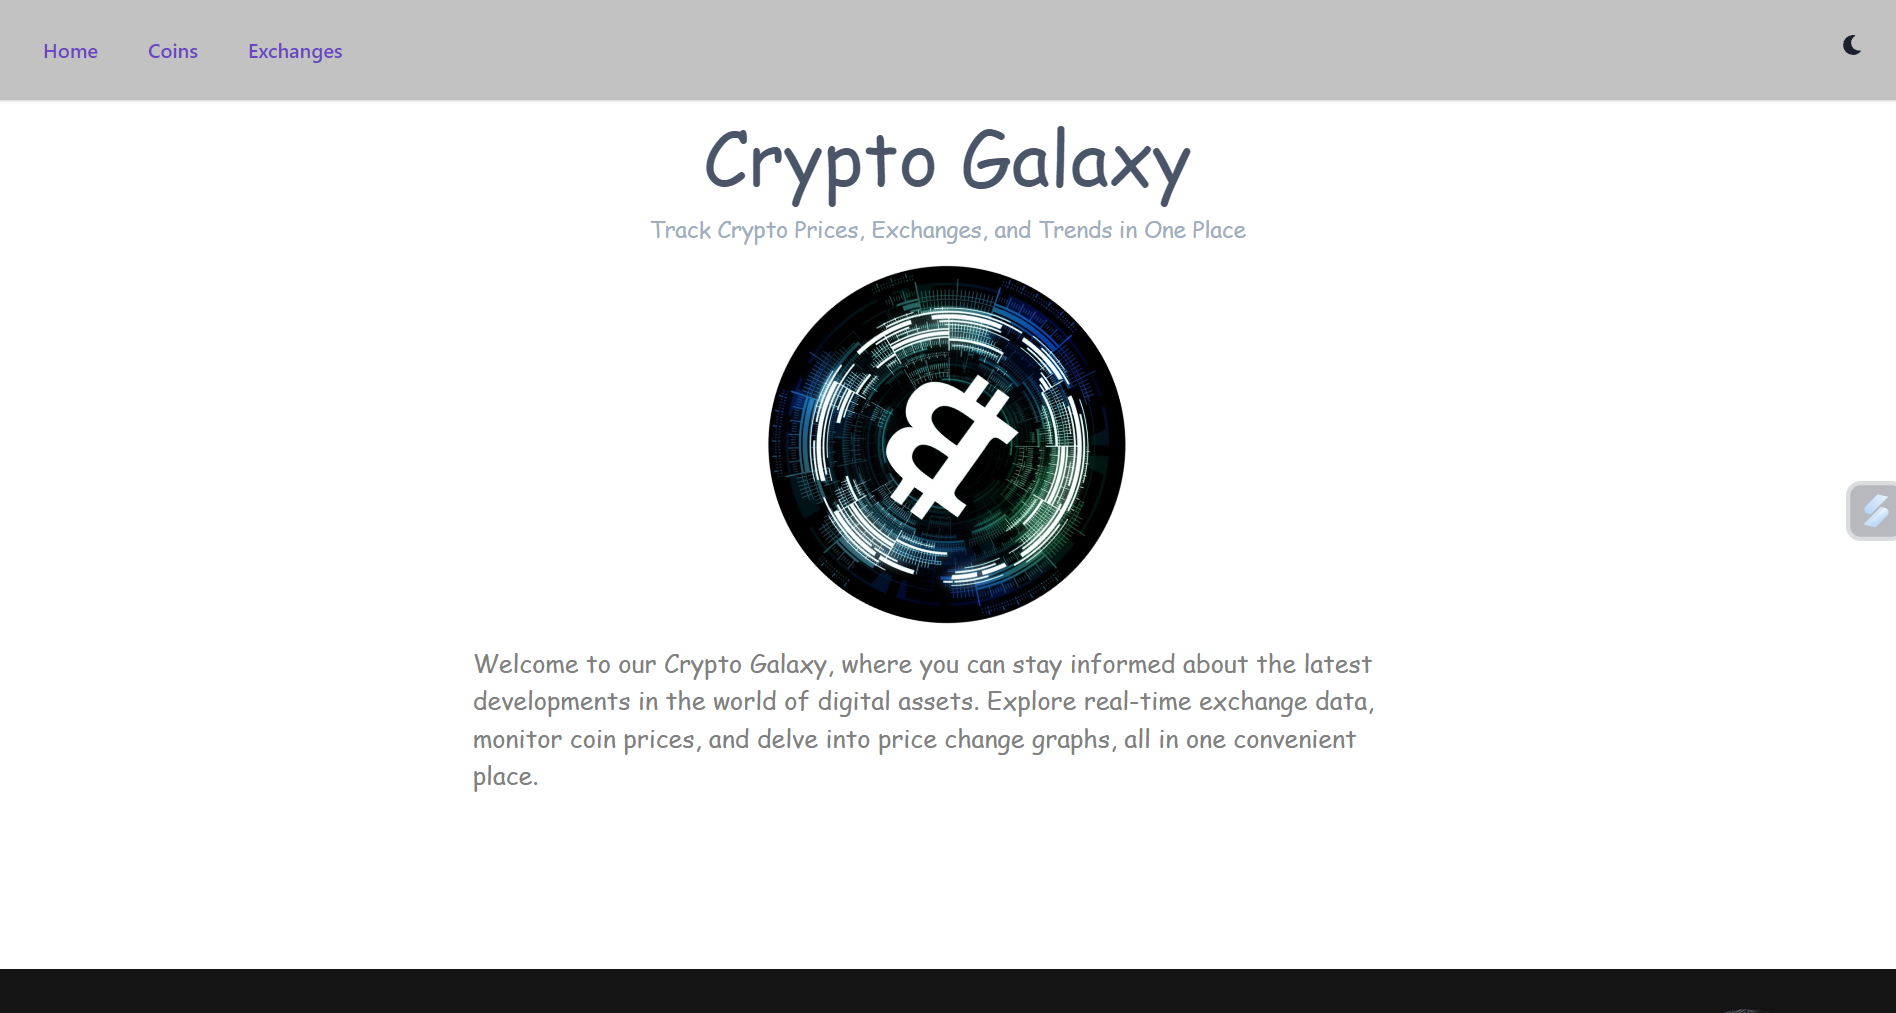 Home Coins Exchanges
Crypto Galaxy
Track Crypto Prices, Exchanges, and Trends in One Place
Welcome to our Crypto Galaxy, where you can stay informed about the latest
developments in the world of digital assets. Explore real-time exchange data,
monitor coin prices, and delve into price change graphs, all in one convenient
place.